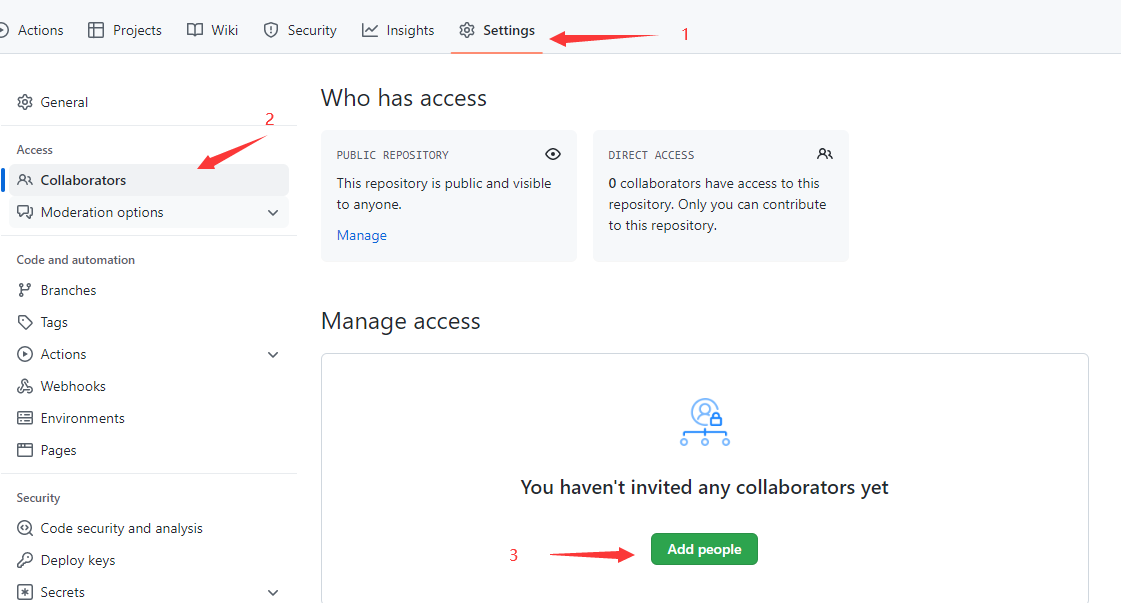 Actions Projects Wiki Security Insights Settings 1
General
2
Access
Collaborators
Moderation options
Code and automation
Branches
Tags
Actions
Webhooks
Environments
Pages
Security
Code security and analysis
Deploy keys
Secrets
Who has access
PUBLIC REPOSITORY
This repository is public and visible
to anyone.
Manage
DIRECT ACCESS
0 collaborators have access to this
repository. Only you can contribute
to this repository.
Manage access
You haven't invited any collaborators yet
3 Add people